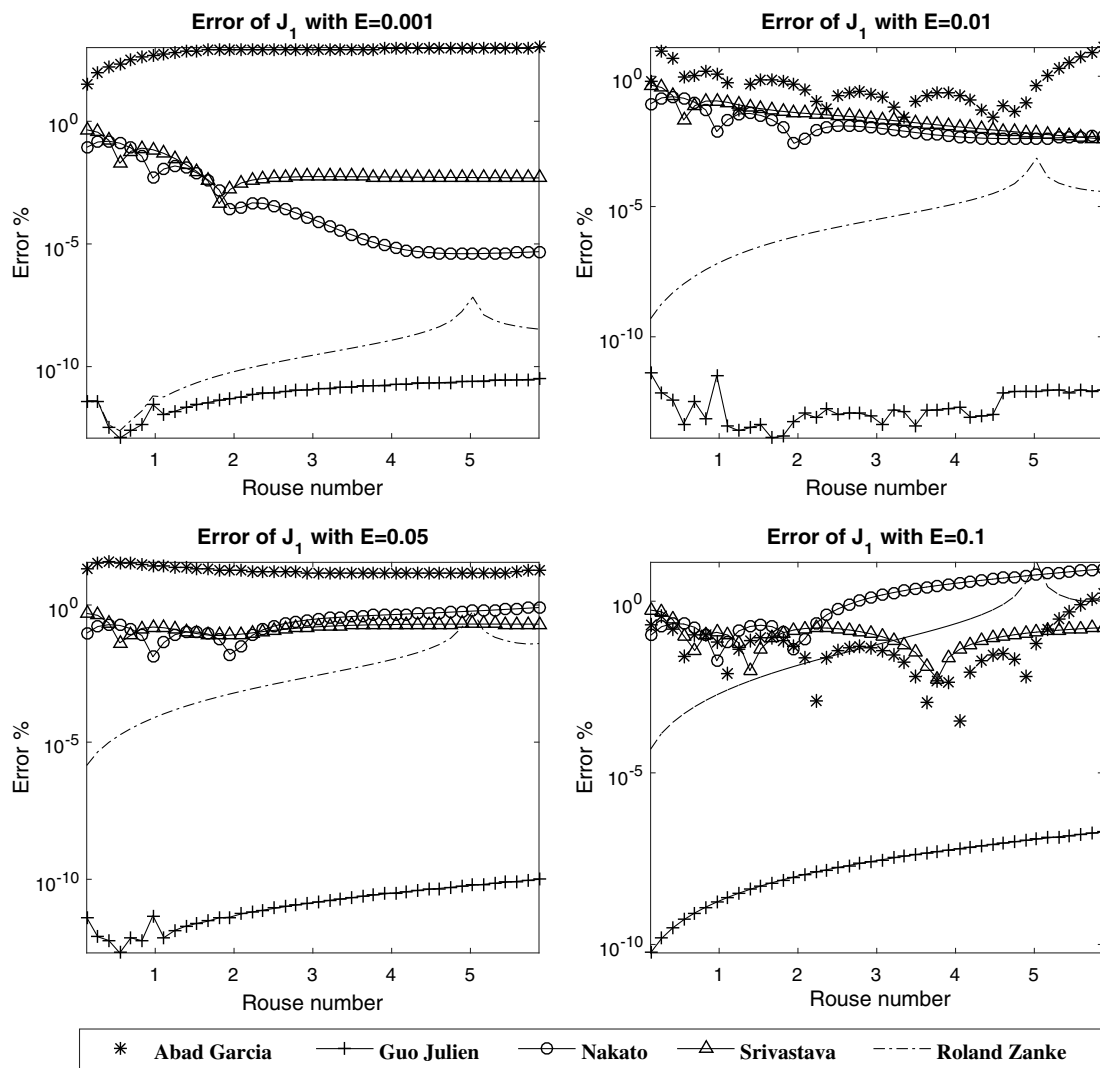 Error of J1 with E=0.001
Error %
10^0
10^-5
10^-10
1 2 3 4 5
Rouse number
Error of J1 with E=0.01
Error %
10^0
10^-5
10^-10
1 2 3 4 5
Rouse number
Error of J1 with E=0.05
Error %
10^0
10^-5
10^-10
1 2 3 4 5
Rouse number
Error of J1 with E=0.1
Error %
10^0
10^-5
10^-10
1 2 3 4 5
Rouse number
Abad Garcia Guo Julien Nakato Srivastava Roland Zanke